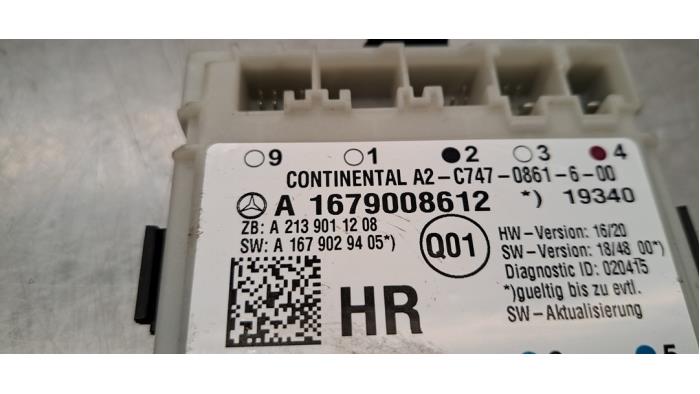 9 1 2 3 4
CONTINENTAL A2-C747-0861-6-00
A 1679008612 *) 19340
ZB: A 213 901 12 08
SW: A 167 902 94 05*)
Q01
HW-Version: 16/20
SW-Version: 18/48 00*)
Diagnostic ID: 020415
*)gueltig bis zu evtl.
SW-Aktualisierung
HR
5